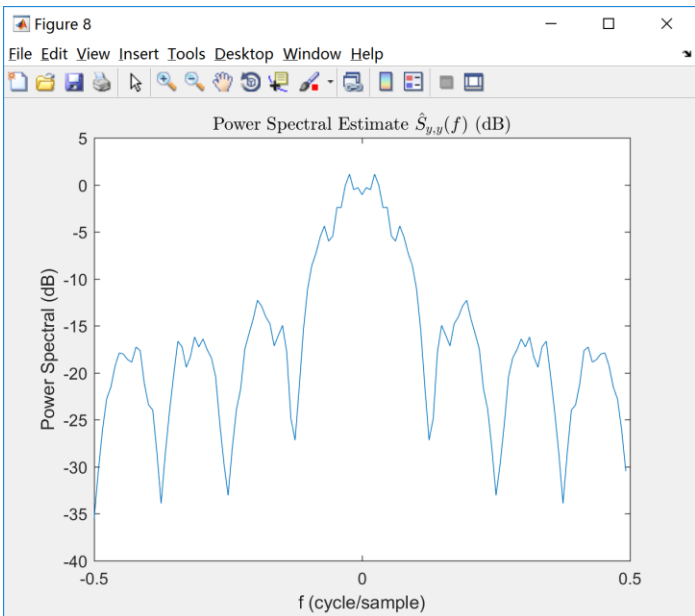 Figure 8
File Edit View Insert Tools Desktop Window Help
Power Spectral Estimate $\hat{S}_{y,y}(f)$ (dB)
5
0
-5
-10
-15
-20
-25
-30
-35
-40
Power Spectral (dB)
-0.5 0 0.5
f (cycle/sample)